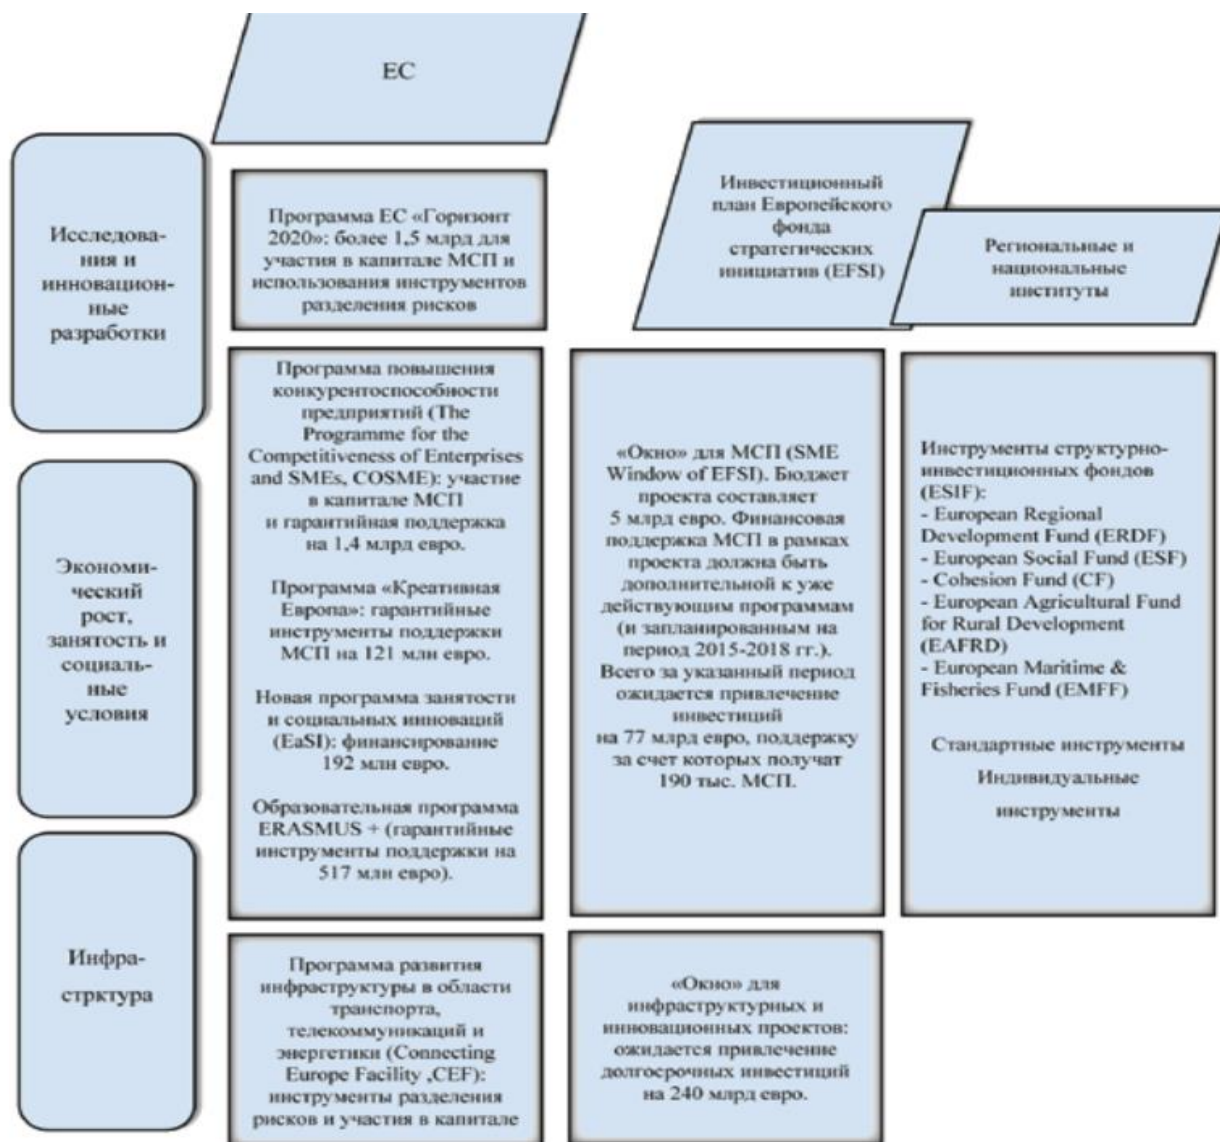 ЕС
Исследова-
ния и
инновацион-
ные
разработки
Программа ЕС «Горизонт
2020»: более 1,5 млрд для
участия в капитале МСП и
использования инструментов
разделения рисков
Инвестиционный
план Европейского
фонда
стратегических
инициатив (EFSI)
Региональные и
национальные
институты
Экономи-
ческий
рост,
занятость и
социаль-
ные
условия
Программа повышения
конкурентоспособности
предприятий (The
Programme for the
Competitiveness of Enterprises
and SMEs, COSME): участие
в капитале МСП
и гарантийная поддержка
на 1,4 млрд евро.
Программа «Креативная
Европа»: гарантийные
инструменты поддержки
МСП на 121 млн евро.
Новая программа занятости
и социальных инноваций
(EaSI): финансирование
192 млн евро.
Образовательная программа
ERASMUS + (гарантийные
инструменты поддержки на
517 млн евро).
«Окно» для МСП (SME
Window of EFSI). Бюджет
проекта составляет
5 млрд евро. Финансовая
поддержка МСП в рамках
проекта должна быть
дополнительной к уже
действующим программам
(и запланированным на
период 2015-2018 гг.).
Всего за указанный период
ожидается привлечение
инвестиций
на 77 млрд евро, поддержку
за счет которых получат
190 тыс. МСП.
Инструменты структурно-
инвестиционных фондов
(ESIF):
- European Regional
Development Fund (ERDF)
- European Social Fund (ESF)
- Cohesion Fund (CF)
- European Agricultural Fund
for Rural Development
(EAFRD)
- European Maritime &
Fisheries Fund (EMFF)
Стандартные инструменты
Индивидуальные
инструменты
Инфра-
стрктура
Программа развития
инфраструктуры в области
транспорта,
телекоммуникаций и
энергетики (Connecting
Europe Facility ,CEF):
инструменты разделения
рисков и участия в капитале
«Окно» для
инфраструктурных и
инновационных проектов:
ожидается привлечение
долгосрочных инвестиций
на 240 млрд евро.